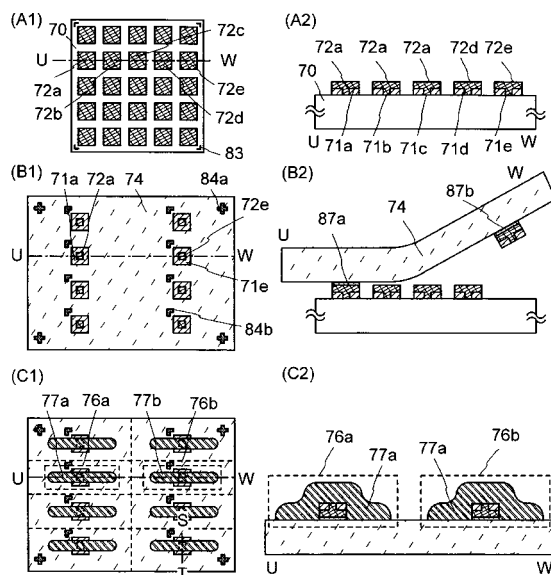 (A1)
70
72c
U
W
72a
72b
72e
72d
83
(A2)
72a 72a 72a 72d 72e
70
71a 71b 71c 71d 71e
U
W
(B1)
71a 72a 74 84a
72e
U
W
71e
84b
(B2)
W
74
87b
87a
U
(C1)
77a 76a 77b 76b
U
W
S
T
(C2)
76a
76b
77a
77a
U
W